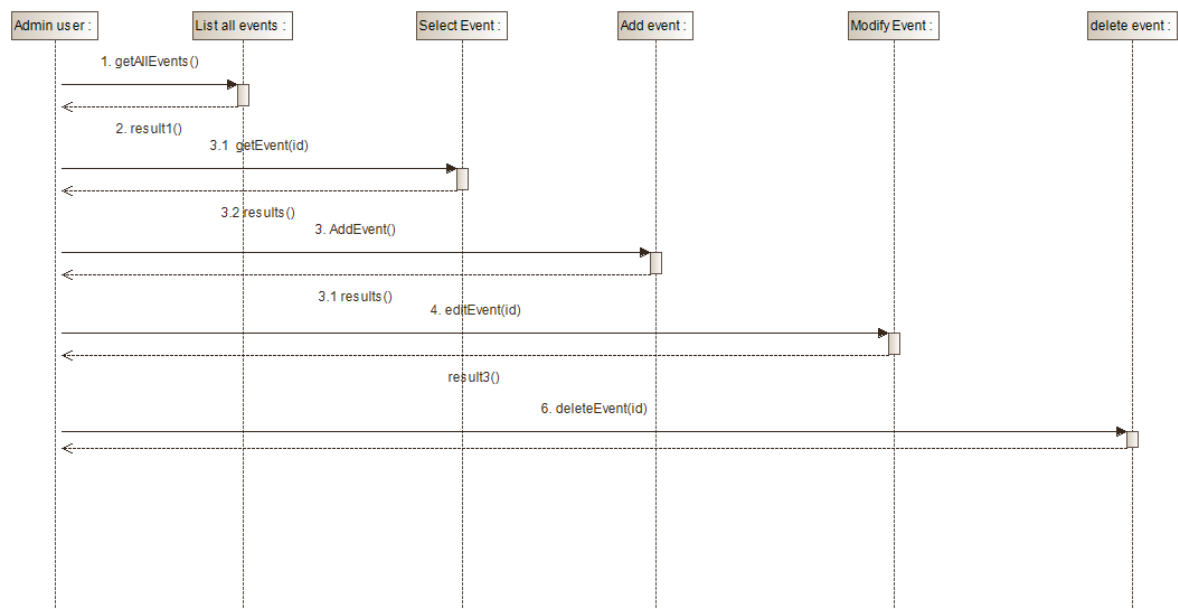 Admin user :
List all events :
Select Event :
Add event :
Modify Event :
delete event :
1. getAllEvents()
2. result1()
3.1 getEvent(id)
3.2 results()
3. AddEvent()
3.1 results()
4. editEvent(id)
result3()
6. deleteEvent(id)